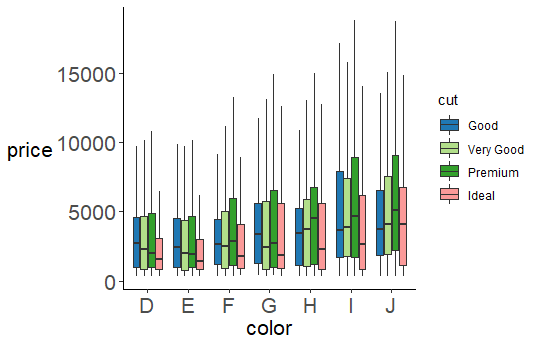 15000
10000
5000
0
price
D E F G H I J
color
cut
Good
Very Good
Premium
Ideal